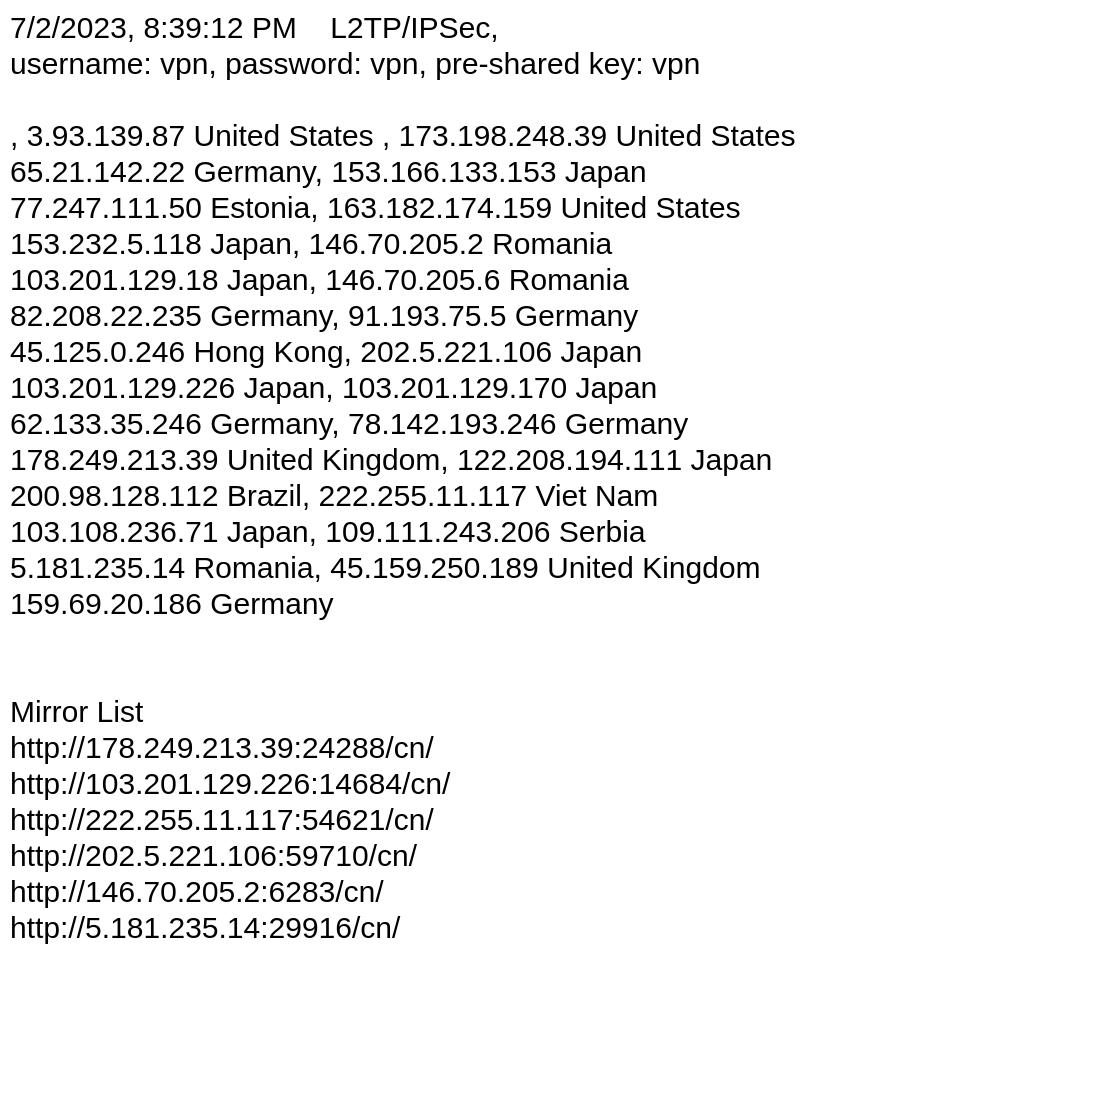 7/2/2023, 8:39:12 PM    L2TP/IPSec,
username: vpn, password: vpn, pre-shared key: vpn
, 3.93.139.87 United States , 173.198.248.39 United States
65.21.142.22 Germany, 153.166.133.153 Japan
77.247.111.50 Estonia, 163.182.174.159 United States
153.232.5.118 Japan, 146.70.205.2 Romania
103.201.129.18 Japan, 146.70.205.6 Romania
82.208.22.235 Germany, 91.193.75.5 Germany
45.125.0.246 Hong Kong, 202.5.221.106 Japan
103.201.129.226 Japan, 103.201.129.170 Japan
62.133.35.246 Germany, 78.142.193.246 Germany
178.249.213.39 United Kingdom, 122.208.194.111 Japan
200.98.128.112 Brazil, 222.255.11.117 Viet Nam
103.108.236.71 Japan, 109.111.243.206 Serbia
5.181.235.14 Romania, 45.159.250.189 United Kingdom
159.69.20.186 Germany
Mirror List
http://178.249.213.39:24288/cn/
http://103.201.129.226:14684/cn/
http://222.255.11.117:54621/cn/
http://202.5.221.106:59710/cn/
http://146.70.205.2:6283/cn/
http://5.181.235.14:29916/cn/